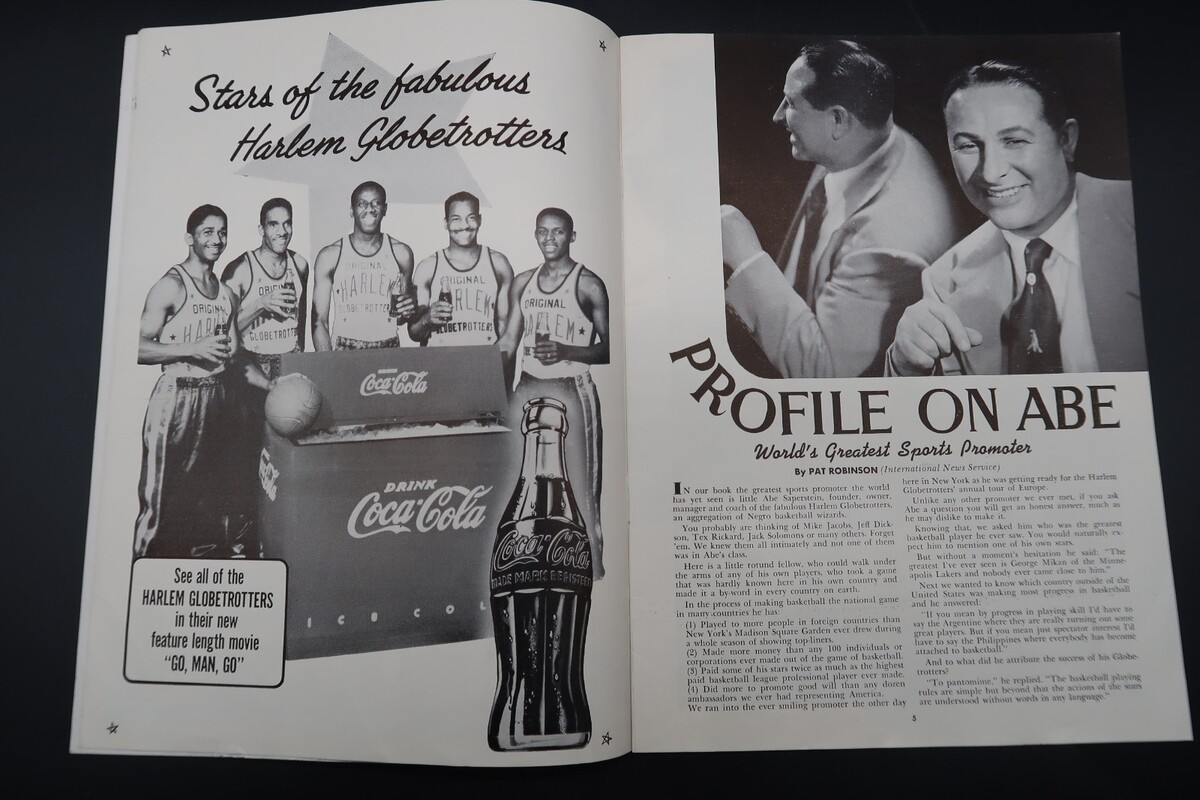 Stars of the fabulous
Harlem Globetrotters
ORIGINAL
HARL
ORIGINAL
GLOBETROTTERS
ORIGINAL
HARLEM
GLOBETROTTERS
ORIGINAL
RLEM
GLOBETROTTERS
ORIGINAL
HARLEM
Coca-Cola
DRINK
Coca-Cola
ICE COL
Coca-Cola
TRADE MARK REGISTERED
See all of the
HARLEM GLOBETROTTERS
in their new
feature length movie
"GO, MAN, GO"
PROFILE ON ABE
World's Greatest Sports Promoter
By PAT ROBINSON (International News Service)
IN our book the greatest sports promoter the world
has yet seen is little Abe Saperstein, founder, owner,
manager and coach of the fabulous Harlem Globetrotters,
an aggregation of Negro basketball wizards.
You probably are thinking of Mike Jacobs, Jeff Dick-
son, Tex Rickard, Jack Solomons or many others. Forget
'em. We knew them all intimately and not one of them
was in Abe's class.
Here is a little rotund fellow, who could walk under
the arms of any of his own players, who took a game
that was hardly known here in his own country and
made it a by-word in every country on earth.
In the process of making basketball the national game
in many countries he has:
(1) Played to more people in foreign countries than
New York's Madison Square Garden ever drew during
a whole season of showing top-liners.
(2) Made more money than any 100 individuals or
corporations ever made out of the game of basketball.
(3) Paid some of his stars twice as much as the highest
paid basketball league professional player ever made.
(4) Did more to promote good will than any dozen
ambassadors we ever had representing America.
We ran into the ever smiling promoter the other day
here in New York as he was getting ready for the Harlem
Globetrotters' annual tour of Europe.
Unlike any other promoter we ever met, if you ask
Abe a question you will get an honest answer, much as
he may dislike to make it.
Knowing that, we asked him who was the greatest
basketball player he ever saw. You would naturally ex-
pect him to mention one of his own stars.
But without a moment's hesitation he said: "The
greatest I've ever seen is George Mikan of the Minne-
apolis Lakers and nobody ever came close to him."
Next we wanted to know which country outside of the
United States was making most progress in basketball
and he answered:
"If you mean by progress in playing skill I'd have to
say the Argentine where they are really turning out some
great players. But if you mean just spectator interest I'd
have to say the Philippines where everybody has become
attached to basketball."
And to what did he attribute the success of his Globe-
trotters?
"To pantomime," he replied. "The basketball playing
rules are simple but beyond that the actions of the stars
are understood without words in any language."
5